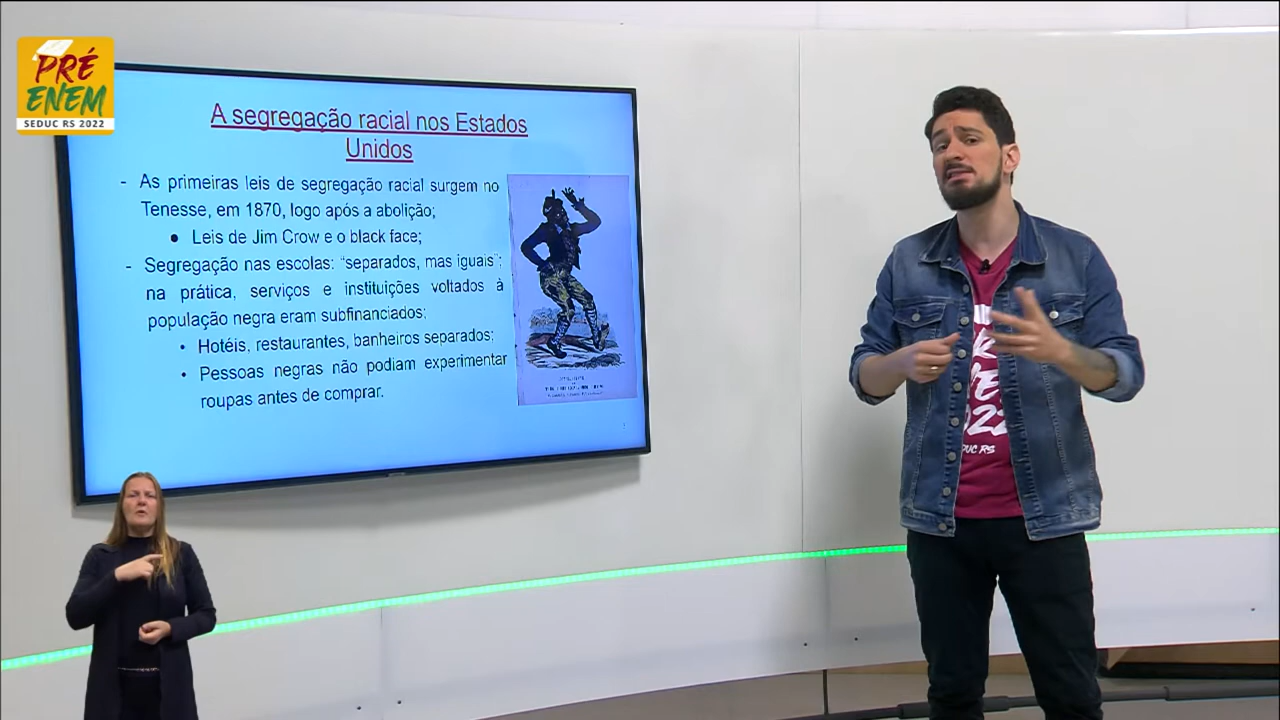 PRÉ
ENEM
SEDUC RS 2022
A segregação racial nos Estados
Unidos
- As primeiras leis de segregação racial surgem no
Tenesse, em 1870, logo após a abolição;
● Leis de Jim Crow e o black face;
- Segregação nas escolas: “separados, mas iguais”;
na prática, serviços e instituições voltados à
população negra eram subfinanciados;
• Hotéis, restaurantes, banheiros separados;
• Pessoas negras não podiam experimentar
roupas antes de comprar.
2022
DUC RS